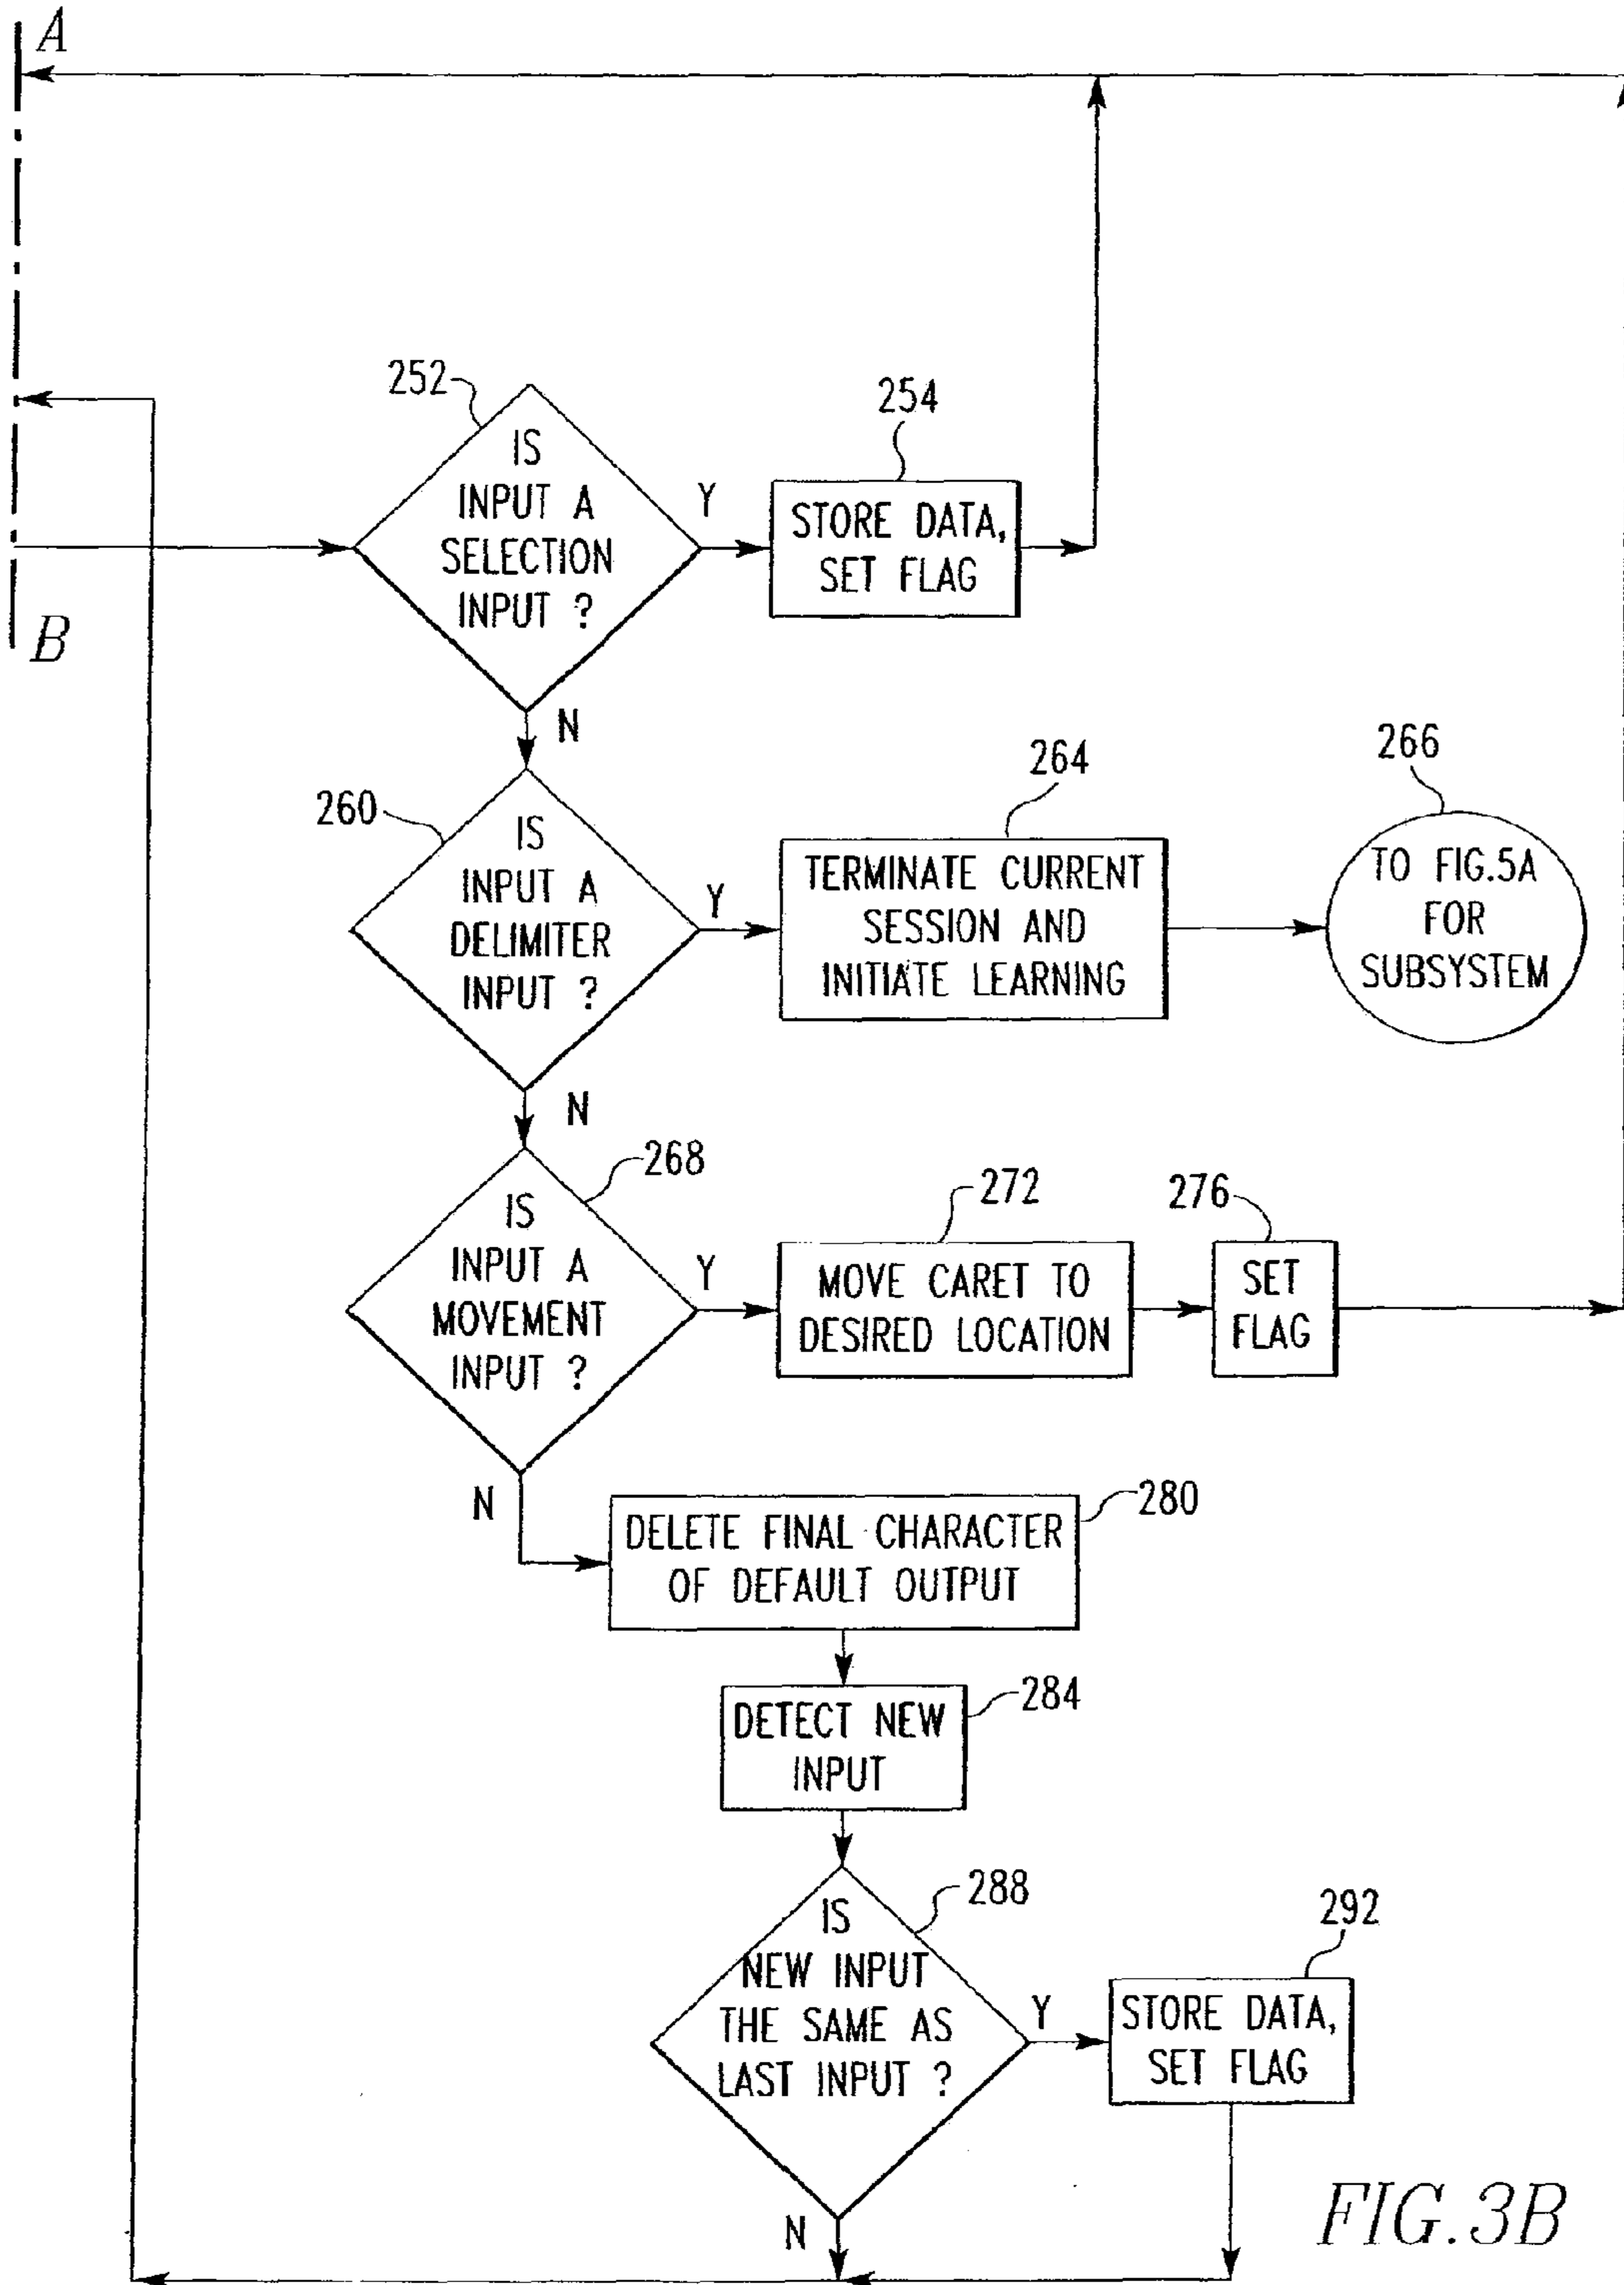 A
252
IS
INPUT A
SELECTION
INPUT ?
Y
254
STORE DATA,
SET FLAG
B
N
260
IS
INPUT A
DELIMITER
INPUT ?
Y
264
TERMINATE CURRENT
SESSION AND
INITIATE LEARNING
266
TO FIG.5A
FOR
SUBSYSTEM
N
268
IS
INPUT A
MOVEMENT
INPUT ?
Y
272
MOVE CARET TO
DESIRED LOCATION
276
SET
FLAG
N
280
DELETE FINAL CHARACTER
OF DEFAULT OUTPUT
284
DETECT NEW
INPUT
288
IS
NEW INPUT
THE SAME AS
LAST INPUT ?
Y
292
STORE DATA,
SET FLAG
N
FIG.3B